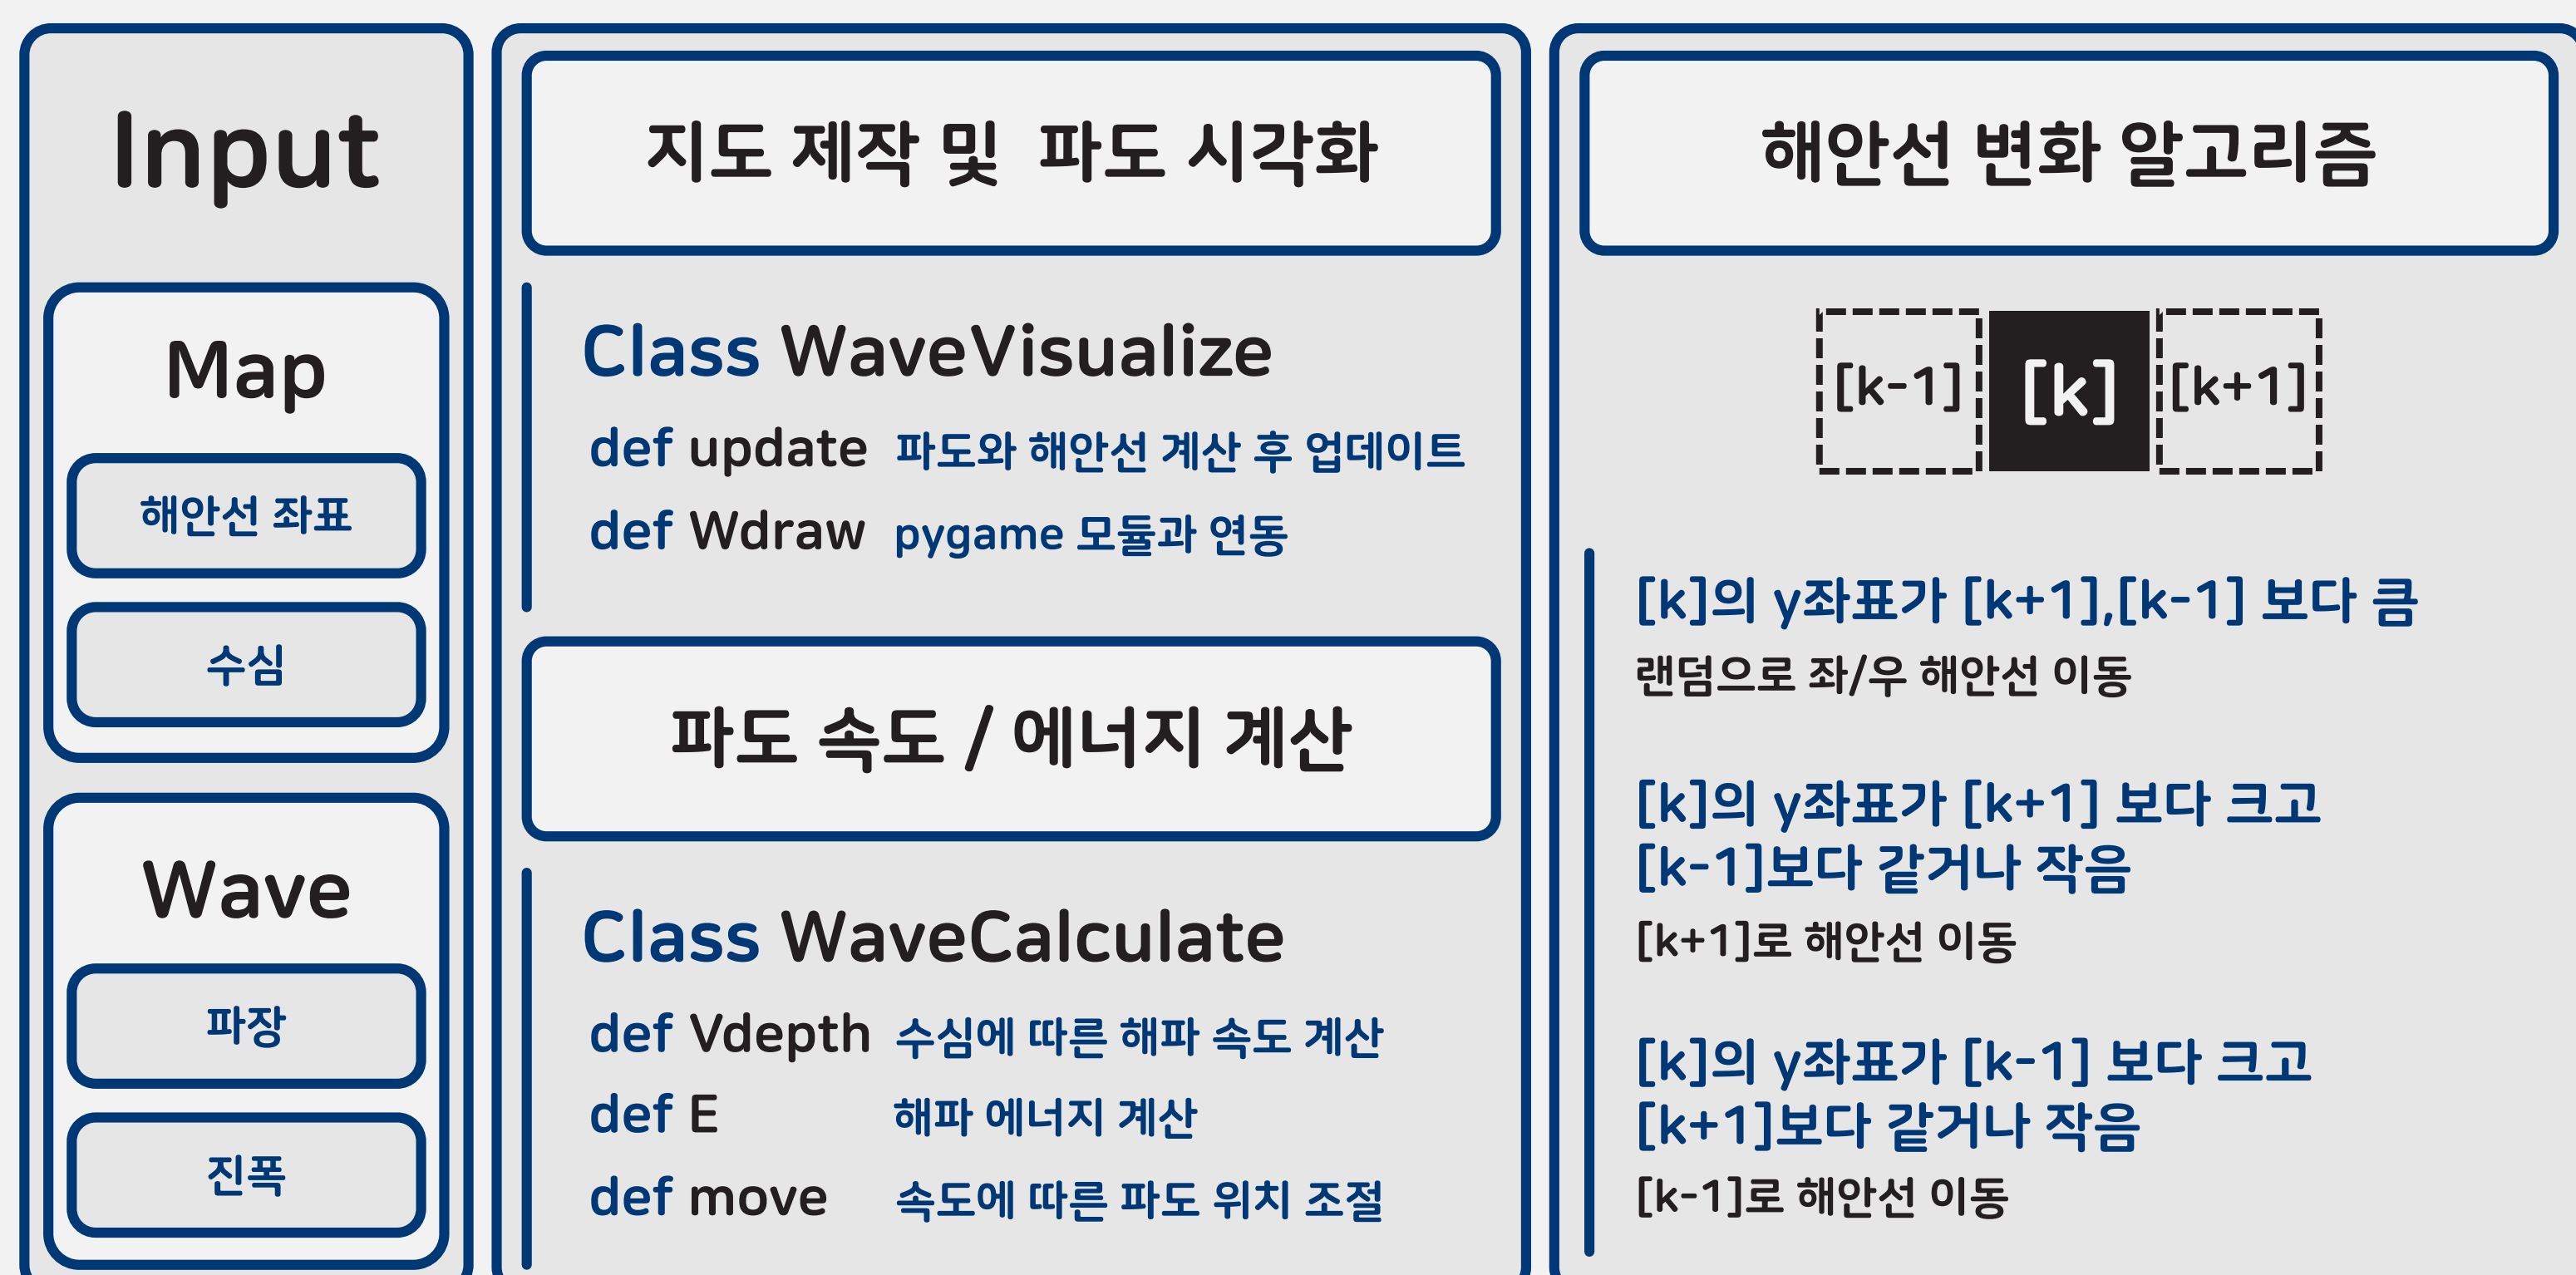 Input
Map
해안선 좌표
수심
Wave
파장
진폭
지도 제작 및 파도 시각화
Class WaveVisualize
def update 파도와 해안선 계산 후 업데이트
def Wdraw pygame 모듈과 연동
파도 속도 / 에너지 계산
Class WaveCalculate
def Vdepth 수심에 따른 해파 속도 계산
def E 해파 에너지 계산
def move 속도에 따른 파도 위치 조절
해안선 변화 알고리즘
[k-1] [k] [k+1]
[k]의 y좌표가 [k+1],[k-1] 보다 큼
랜덤으로 좌/우 해안선 이동
[k]의 y좌표가 [k+1] 보다 크고
[k-1]보다 같거나 작음
[k+1]로 해안선 이동
[k]의 y좌표가 [k-1] 보다 크고
[k+1]보다 같거나 작음
[k-1]로 해안선 이동